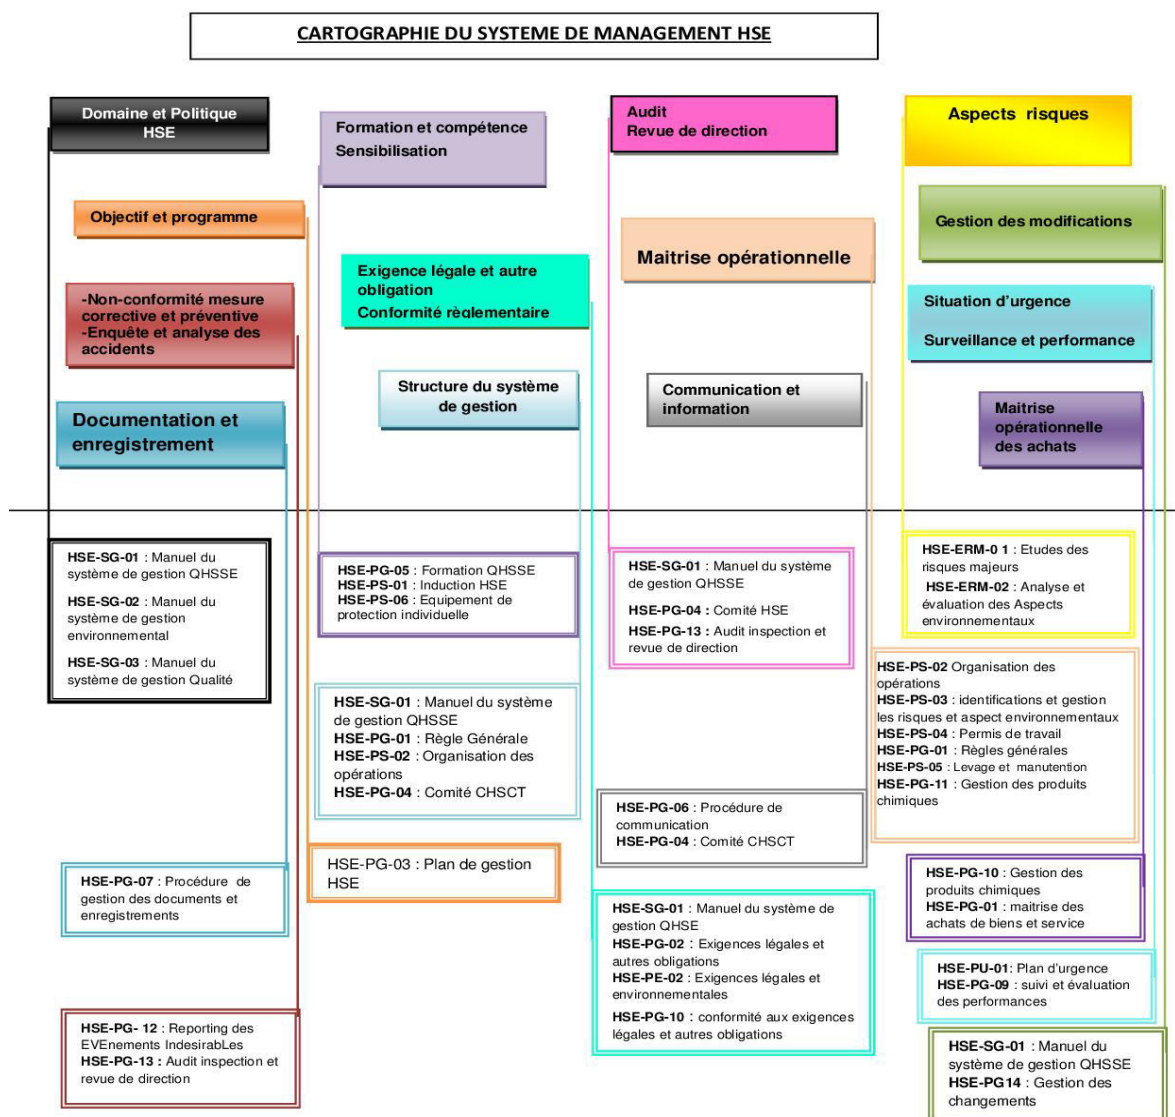 CARTOGRAPHIE DU SYSTEME DE MANAGEMENT HSE
Domaine et Politique
HSE
Formation et compétence
Sensibilisation
Audit
Revue de direction
Aspects risques
Objectif et programme
Gestion des modifications
Maitrise opérationnelle
Exigence légale et autre
obligation
Conformité règlementaire
-Non-conformité mesure
corrective et préventive
-Enquête et analyse des
accidents
Situation d'urgence
Surveillance et performance
Structure du système
de gestion
Communication et
information
Documentation et
enregistrement
Maitrise
opérationnelle
des achats
HSE-SG-01 : Manuel du
système de gestion QHSSE
HSE-SG-02 : Manuel du
système de gestion
environnemental
HSE-SG-03 : Manuel du
système de gestion Qualité
HSE-PG-05 : Formation QHSSE
HSE-PS-01 : Induction HSE
HSE-PS-06 : Equipement de
protection individuelle
HSE-SG-01 : Manuel du système
de gestion QHSSE
HSE-PG-04 : Comité HSE
HSE-PG-13 : Audit inspection et
revue de direction
HSE-ERM-0 1 : Etudes des
risques majeurs
HSE-ERM-02 : Analyse et
évaluation des Aspects
environnementaux
HSE-PS-02 Organisation des
opérations
HSE-PS-03 : identifications et gestion
les risques et aspect environnementaux
HSE-PS-04 : Permis de travail
HSE-PG-01 : Règles générales
HSE-PS-05 : Levage et manutention
HSE-PG-11 : Gestion des produits
chimiques
HSE-SG-01 : Manuel du système
de gestion QHSSE
HSE-PG-01 : Règle Générale
HSE-PS-02 : Organisation des
opérations
HSE-PG-04 : Comité CHSCT
HSE-PG-06 : Procédure de
communication
HSE-PG-04 : Comité CHSCT
HSE-PG-03 : Plan de gestion
HSE
HSE-PG-07 : Procédure de
gestion des documents et
enregistrements
HSE-PG-10 : Gestion des
produits chimiques
HSE-PG-01 : maitrise des
achats de biens et service
HSE-SG-01 : Manuel du système de
gestion QHSE
HSE-PG-02 : Exigences légales et
autres obligations
HSE-PE-02 : Exigences légales et
environnementales
HSE-PG-10 : conformité aux exigences
légales et autres obligations
HSE-PU-01: Plan d'urgence
HSE-PG-09 : suivi et évaluation
des performances
HSE-PG- 12 : Reporting des
EVEnements IndesirabLes
HSE-PG-13 : Audit inspection et
revue de direction
HSE-SG-01 : Manuel du
système de gestion QHSSE
HSE-PG14 : Gestion des
changements